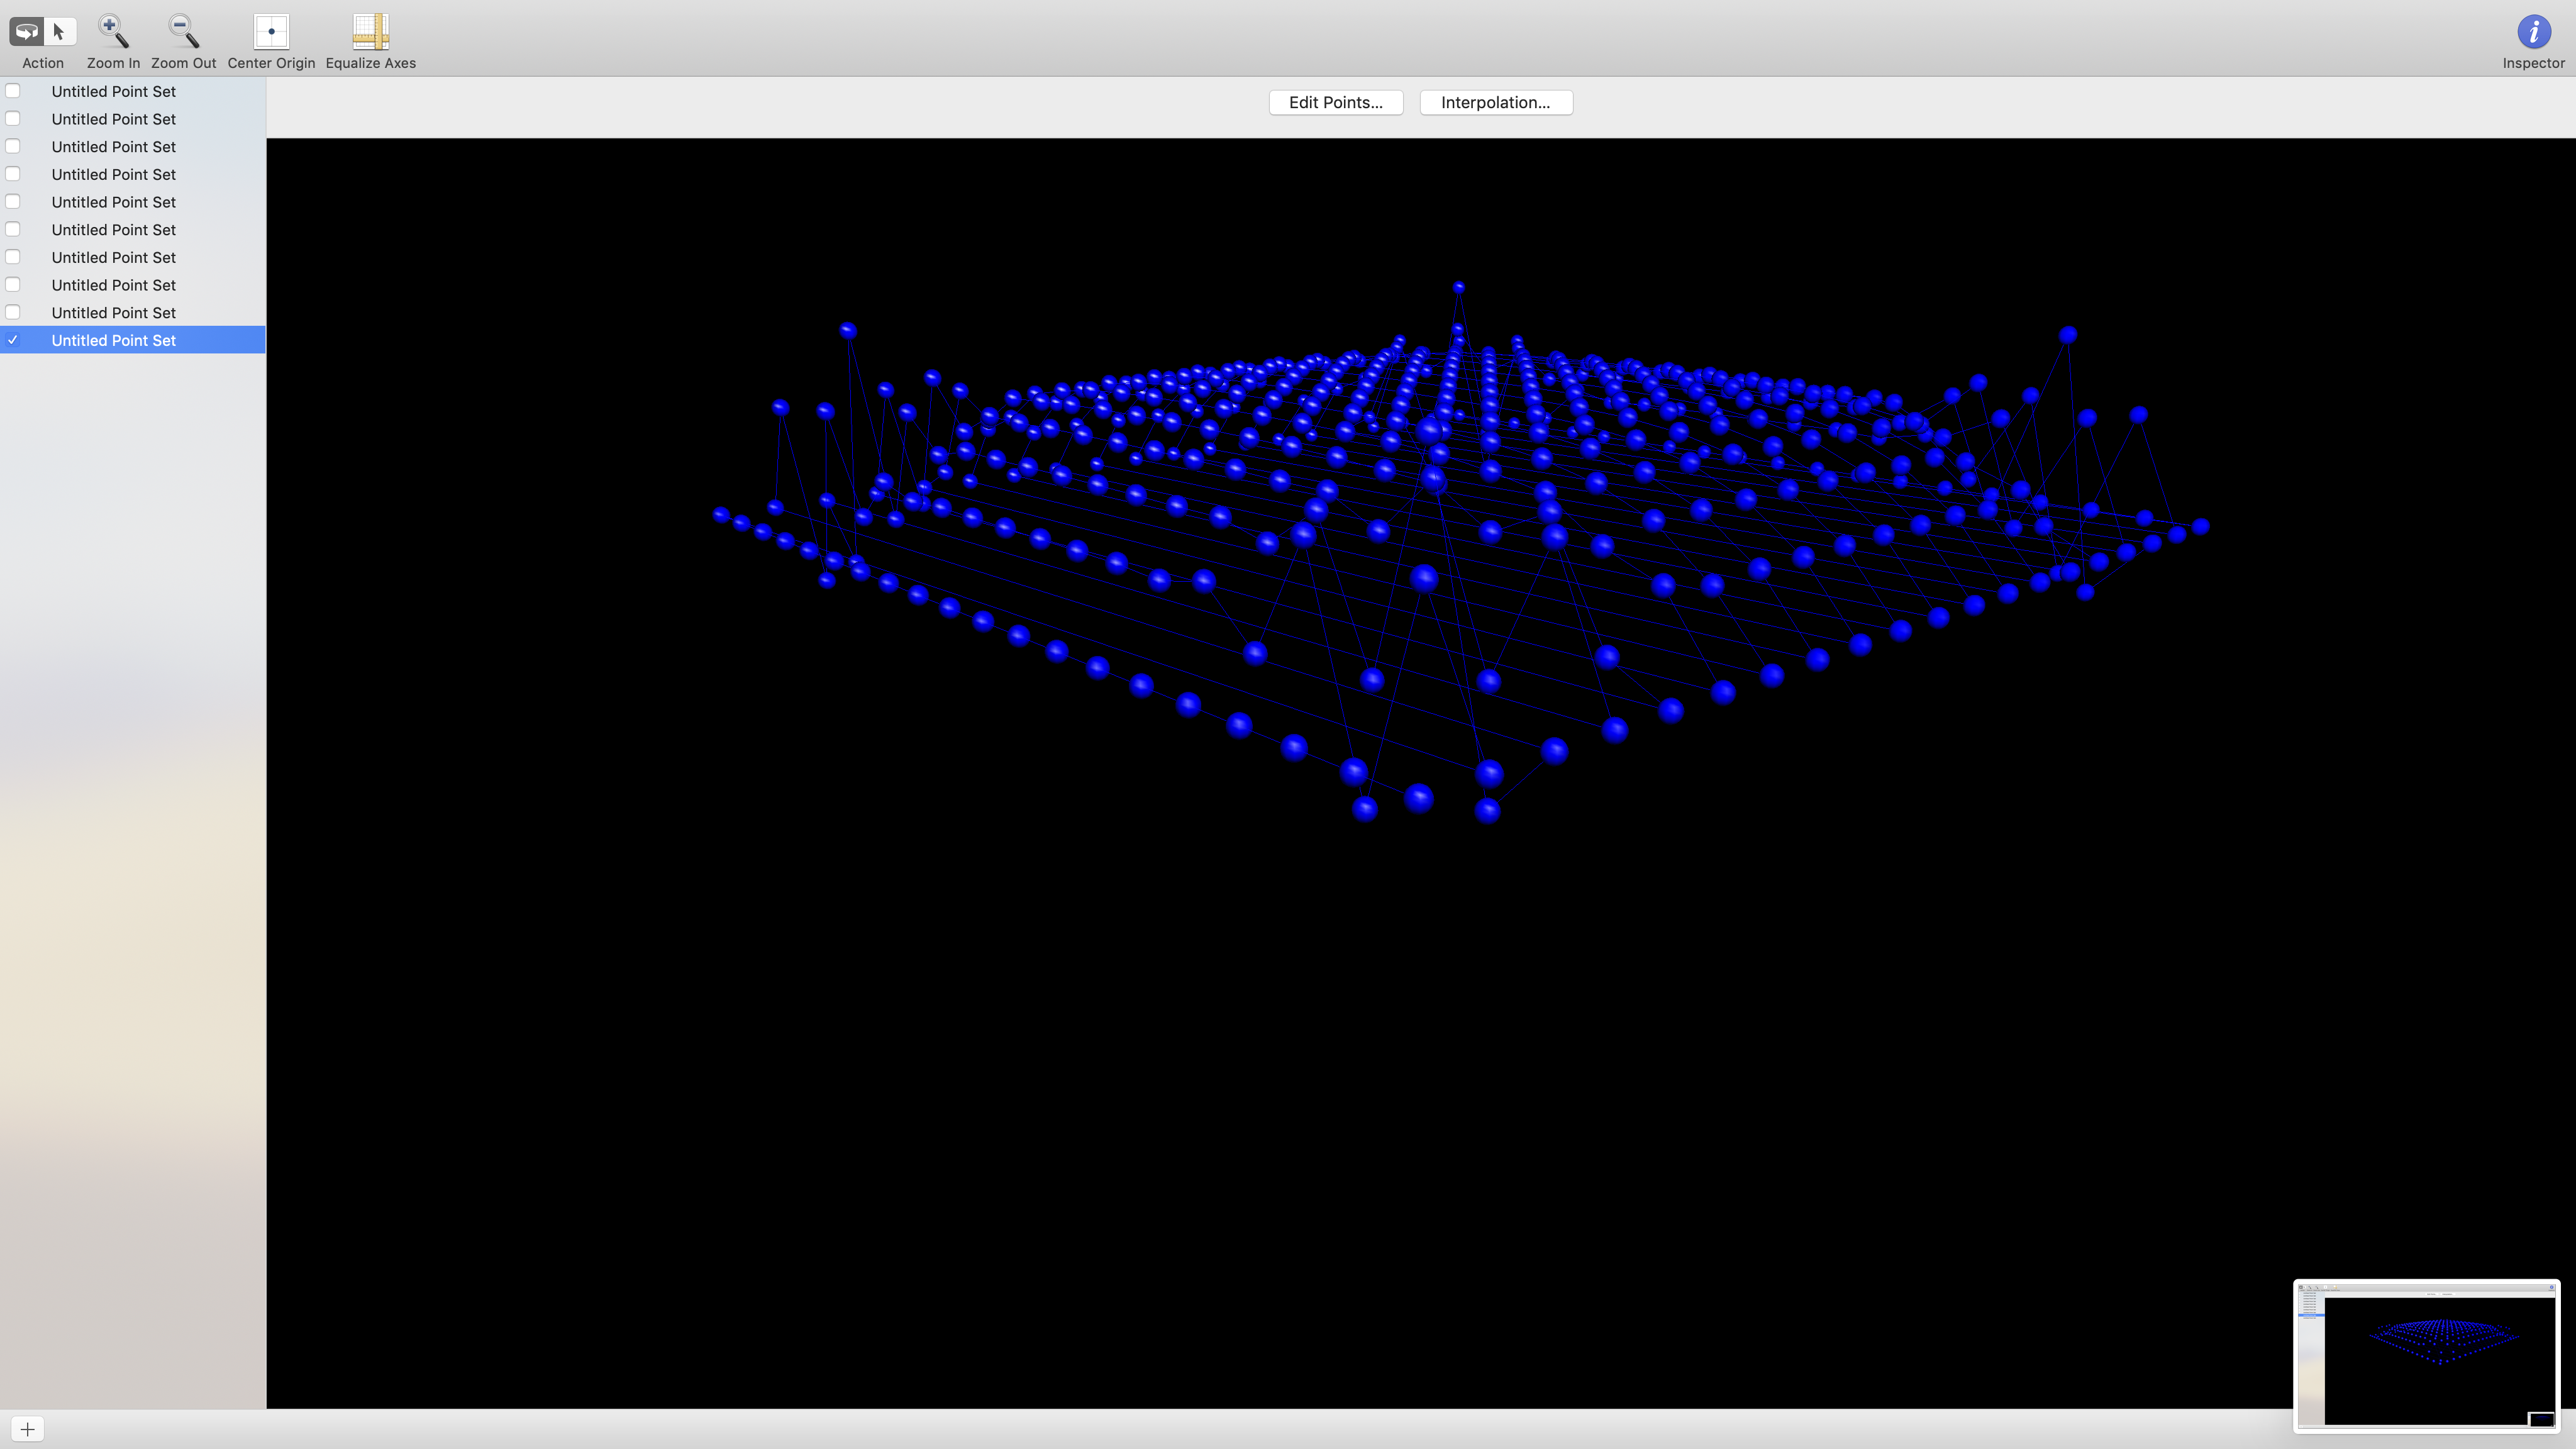 Action
Zoom In
Zoom Out
Center Origin
Equalize Axes
Inspector
Edit Points...
Interpolation...
Untitled Point Set
Untitled Point Set
Untitled Point Set
Untitled Point Set
Untitled Point Set
Untitled Point Set
Untitled Point Set
Untitled Point Set
Untitled Point Set
Untitled Point Set